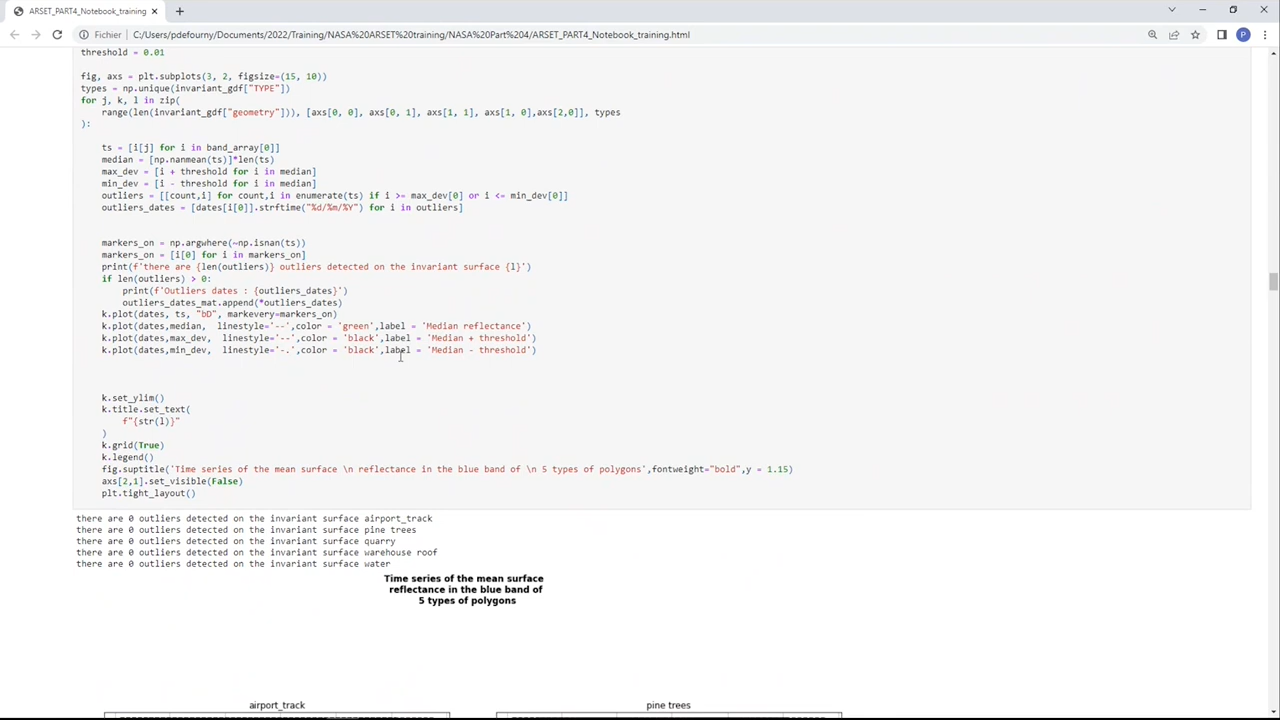 ARSET_PART4_Notebook_training
Fichier C:/Users/pdefourny/Documents/2022/Training/NASA%20ARSET%20training/NASA%20Part%204/ARSET_PART4_Notebook_training.html
P
threshold = 0.01
fig, axs = plt.subplots(3, 2, figsize=(15, 10))
types = np.unique(invariant_gdf["TYPE"])
for j, k, l in zip(
range(len(invariant_gdf["geometry"])), [axs[0, 0], axs[0, 1], axs[1, 1], axs[1, 0],axs[2,0]], types
):
ts = [i[j] for i in band_array[0]]
median = [np.nanmean(ts)]*len(ts)
max_dev = [i + threshold for i in median]
min_dev = [i - threshold for i in median]
outliers = [[count,i] for count,i in enumerate(ts) if i >= max_dev[0] or i <= min_dev[0]]
outliers_dates = [dates[i[0]].strftime("%d/%m/%Y") for i in outliers]
markers_on = np.argwhere(~np.isnan(ts))
markers_on = [i[0] for i in markers_on]
print(f'there are {len(outliers)} outliers detected on the invariant surface {l}')
if len(outliers) > 0:
print(f'Outliers dates : {outliers_dates}')
outliers_dates_mat.append(*outliers_dates)
k.plot(dates, ts, "bD", markevery=markers_on)
k.plot(dates,median, linestyle='--',color = 'green',label = 'Median reflectance')
k.plot(dates,max_dev, linestyle='--',color = 'black',label = 'Median + threshold')
k.plot(dates,min_dev, linestyle='-.',color = 'black',label = 'Median - threshold')
k.set_ylim()
k.title.set_text(
f"{str(l)}"
)
k.grid(True)
k.legend()
fig.suptitle('Time series of the mean surface \n reflectance in the blue band of \n 5 types of polygons',fontweight="bold",y = 1.15)
axs[2,1].set_visible(False)
plt.tight_layout()
there are 0 outliers detected on the invariant surface airport_track
there are 0 outliers detected on the invariant surface pine trees
there are 0 outliers detected on the invariant surface quarry
there are 0 outliers detected on the invariant surface warehouse roof
there are 0 outliers detected on the invariant surface water
Time series of the mean surface
reflectance in the blue band of
5 types of polygons
airport_track pine trees